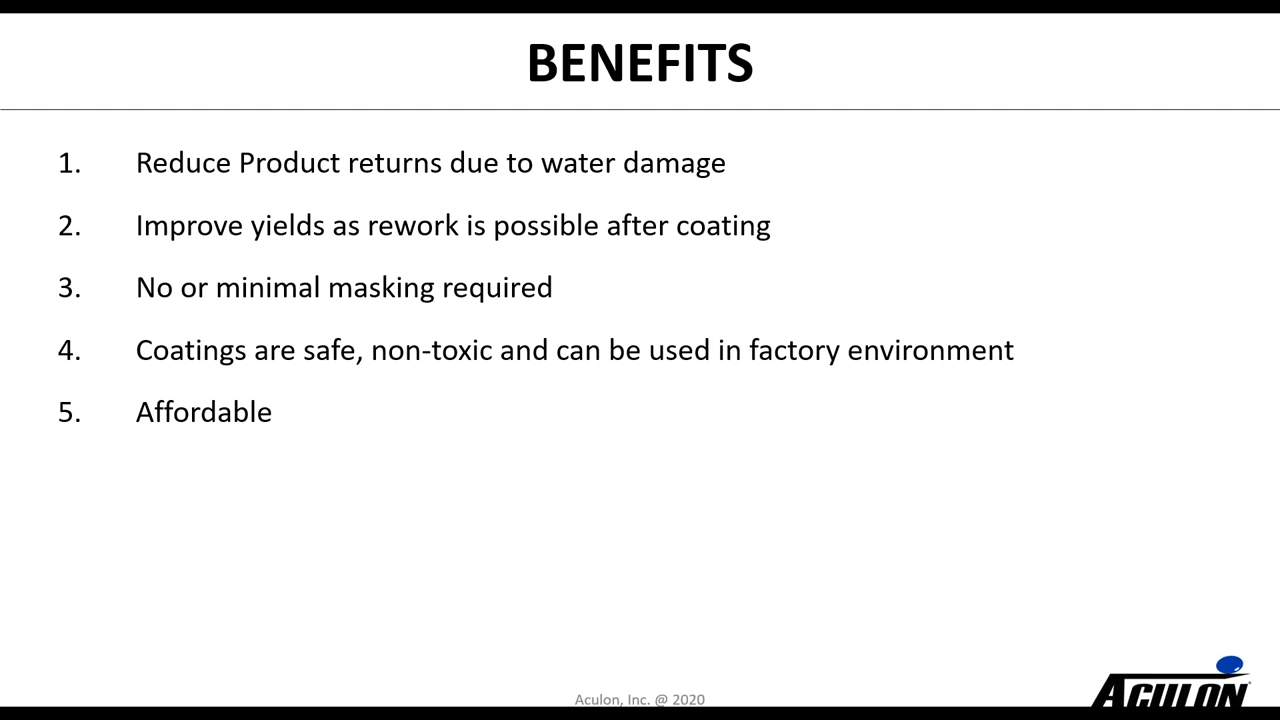 BENEFITS
1. Reduce Product returns due to water damage
2. Improve yields as rework is possible after coating
3. No or minimal masking required
4. Coatings are safe, non-toxic and can be used in factory environment
5. Affordable
Aculon, Inc. @ 2020
ACULON